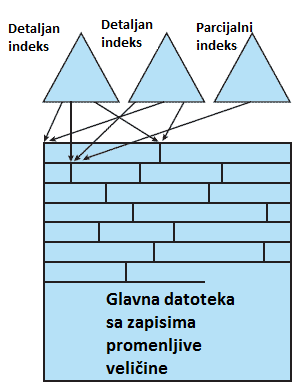 Detaljan
indeks
Detaljan
indeks
Parcijalni
indeks
Glavna datoteka
sa zapisima
promenljive
veličine